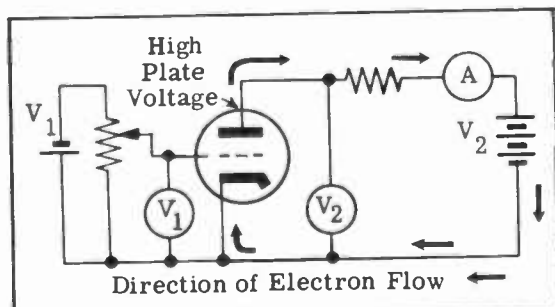 High
Plate
Voltage
V1
A
V2
V1
V2
Direction of Electron Flow